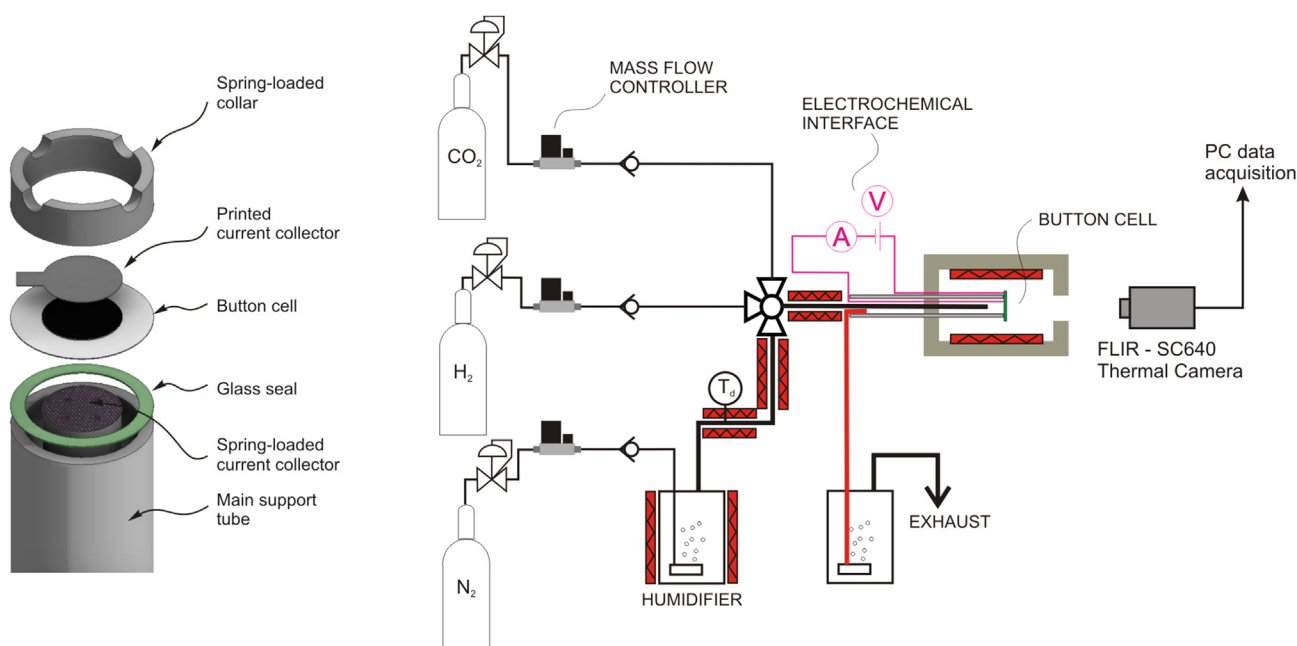 Spring-loaded
collar
Printed
current collector
Button cell
Glass seal
Spring-loaded
current collector
Main support
tube
MASS FLOW
CONTROLLER
ELECTROCHEMICAL
INTERFACE
CO₂
V
A
BUTTON CELL
PC data
acquisition
H₂
FLIR - SC640
Thermal Camera
T_d
N₂
HUMIDIFIER
EXHAUST